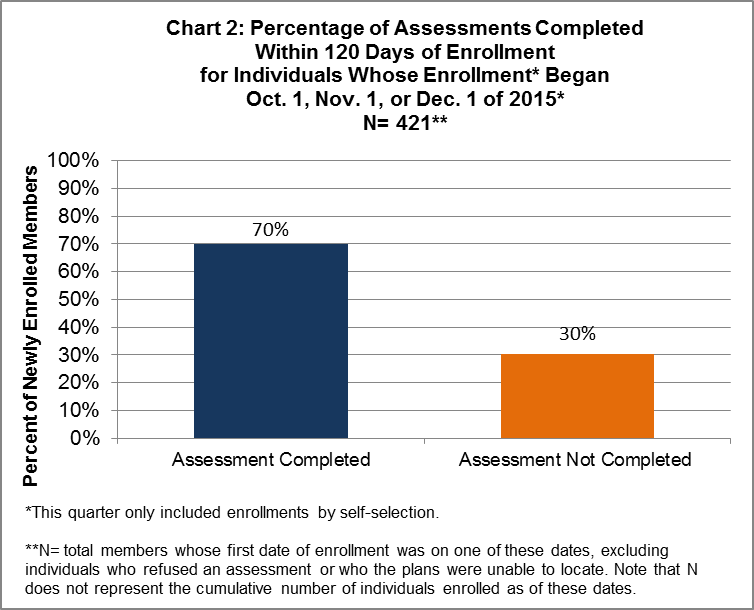 Chart 2: Percentage of Assessments Completed
Within 120 Days of Enrollment
for Individuals Whose Enrollment* Began
Oct. 1, Nov. 1, or Dec. 1 of 2015*
N= 421**
Percent of Newly Enrolled Members
100%
90%
80%
70%
60%
50%
40%
30%
20%
10%
0%
70%
30%
Assessment Completed
Assessment Not Completed
*This quarter only included enrollments by self-selection.
**N= total members whose first date of enrollment was on one of these dates, excluding
individuals who refused an assessment or who the plans were unable to locate. Note that N
does not represent the cumulative number of individuals enrolled as of these dates.